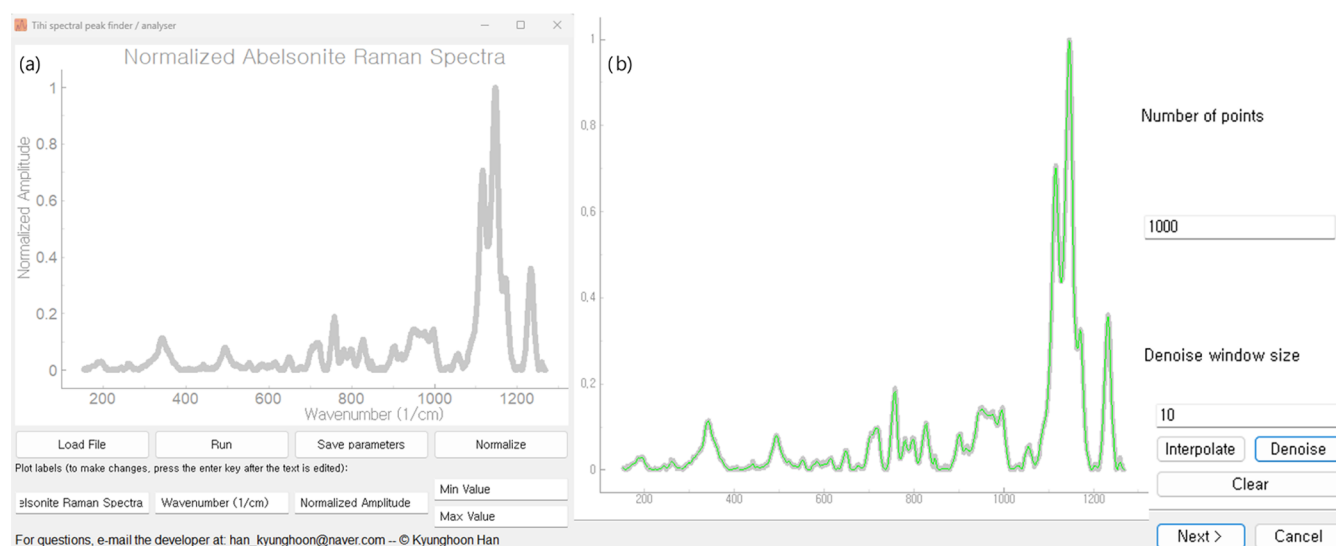 Tihi spectral peak finder / analyser
(a)
Normalized Abelsonite Raman Spectra
Normalized Amplitude
1
0.8
0.6
0.4
0.2
0
200 400 600 800 1000 1200
Wavenumber (1/cm)
Load File Run Save parameters Normalize
Plot labels (to make changes, press the enter key after the text is edited):
elsonite Raman Spectra Wavenumber (1/cm) Normalized Amplitude Min Value
Max Value
For questions, e-mail the developer at: han_kyunghoon@naver.com -- © Kyunghoon Han
(b)
1
0,8
0,6
0,4
0,2
0
200 400 600 800 1000 1200
Number of points
1000
Denoise window size
10
Interpolate Denoise
Clear
Next > Cancel